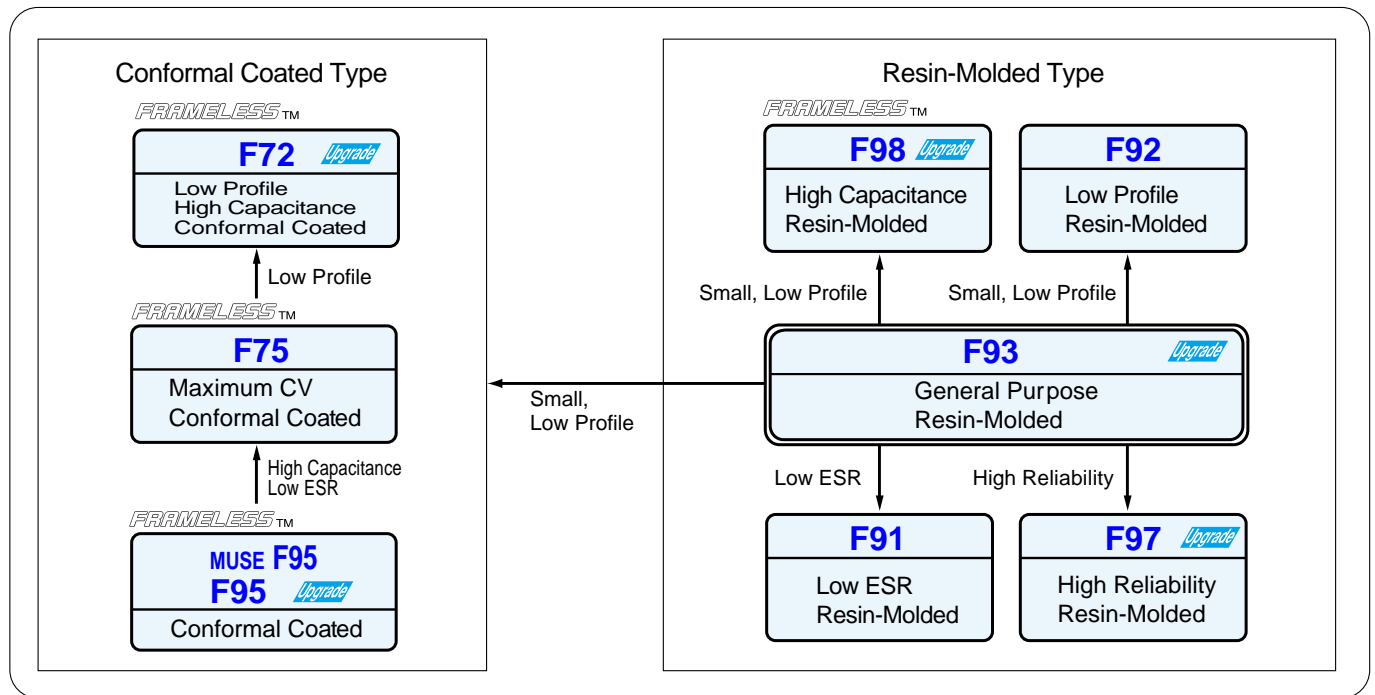 Conformal Coated Type
FRAMELESS TM
F72 Upgrade
Low Profile
High Capacitance
Conformal Coated
Low Profile
FRAMELESS TM
F75
Maximum CV
Conformal Coated
High Capacitance
Low ESR
FRAMELESS TM
MUSE F95
F95 Upgrade
Conformal Coated
Small,
Low Profile
Resin-Molded Type
FRAMELESS TM
F98 Upgrade
High Capacitance
Resin-Molded
F92
Low Profile
Resin-Molded
Small, Low Profile
Small, Low Profile
F93 Upgrade
General Purpose
Resin-Molded
Low ESR
High Reliability
F91
Low ESR
Resin-Molded
F97 Upgrade
High Reliability
Resin-Molded